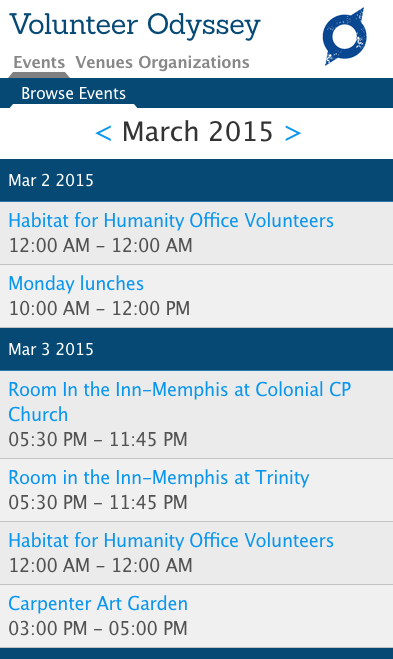 Volunteer Odyssey
Events Venues Organizations
Browse Events
< March 2015 >
Mar 2 2015
Habitat for Humanity Office Volunteers
12:00 AM – 12:00 AM
Monday lunches
10:00 AM – 12:00 PM
Mar 3 2015
Room In the Inn–Memphis at Colonial CP
Church
05:30 PM – 11:45 PM
Room in the Inn–Memphis at Trinity
05:30 PM – 11:45 PM
Habitat for Humanity Office Volunteers
12:00 AM – 12:00 AM
Carpenter Art Garden
03:00 PM – 05:00 PM